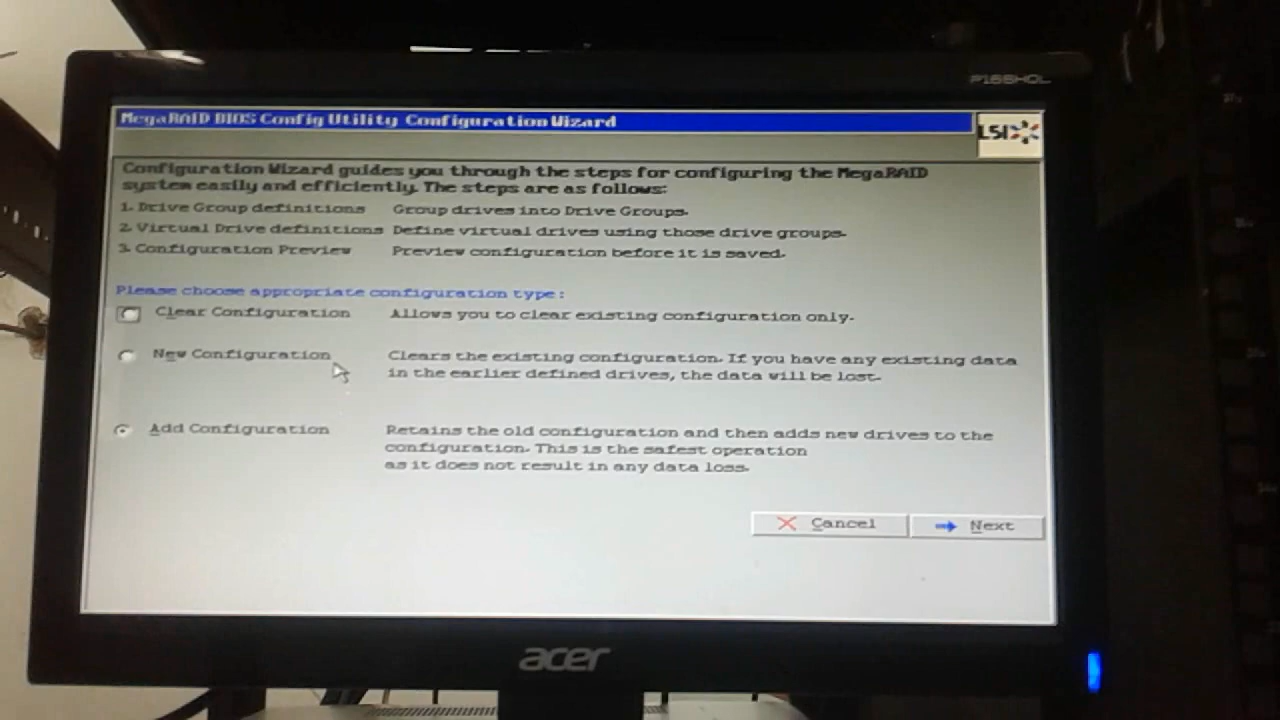 P166HQL
MegaRAID BIOS Config Utility Configuration Wizard
LSI
Configuration Wizard guides you through the steps for configuring the MegaRAID
system easily and efficiently. The steps are as follows:
1. Drive Group definitions Group drives into Drive Groups.
2. Virtual Drive definitions Define virtual drives using those drive groups.
3. Configuration Preview Preview configuration before it is saved.
Please choose appropriate configuration type:
Clear Configuration Allows you to clear existing configuration only.
New Configuration Clears the existing configuration. If you have any existing data
in the earlier defined drives, the data will be lost.
Add Configuration Retains the old configuration and then adds new drives to the
configuration. This is the safest operation
as it does not result in any data loss.
Cancel Next
acer